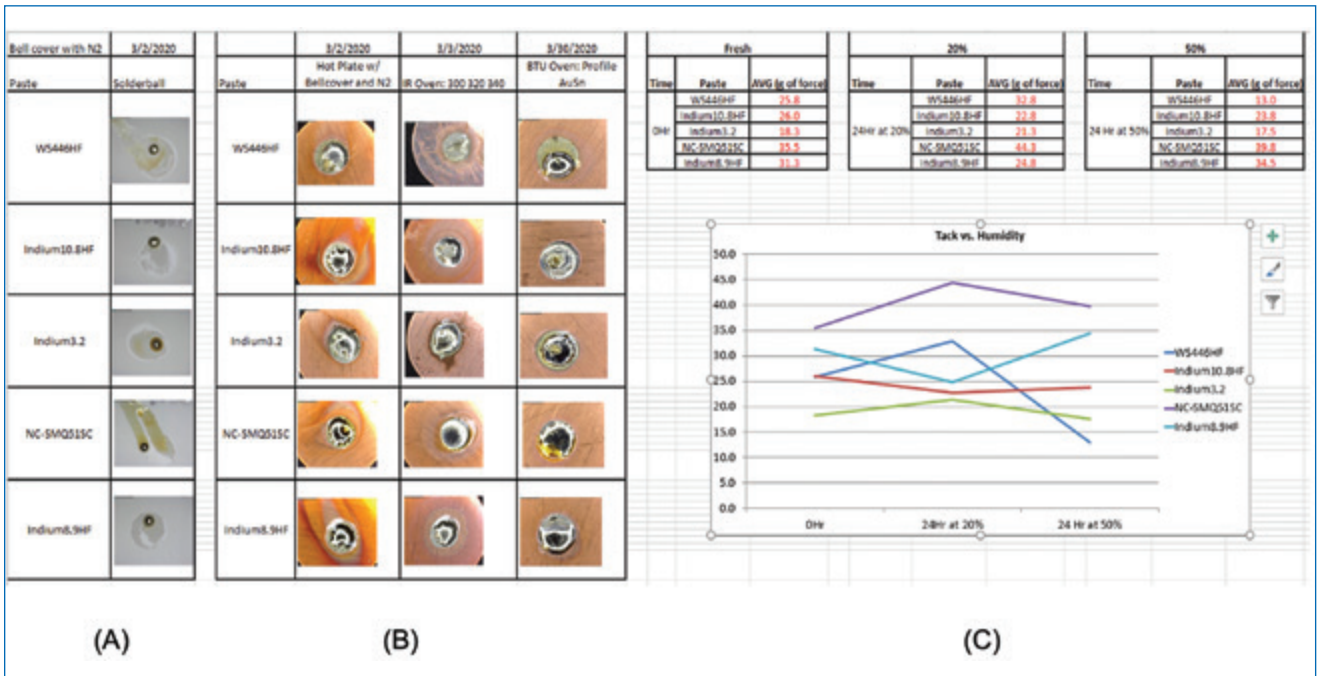 Bell cover with N2 3/2/2020
Paste Solderball
WS446HF
Indium10.8HF
Indium3.2
NC-SMQ51SC
Indium8.9HF
3/2/2020 3/3/2020 3/30/2020
Paste Hot Plate w/ Bellcover and N2 IR Oven: 300 320 340 BTU Oven: Profile AuSn
WS446HF
Indium10.8HF
Indium3.2
NC-SMQ51SC
Indium8.9HF
Fresh
Time Paste AVG (g of force)
0Hr
WS446HF 25.8
Indium10.8HF 26.0
Indium3.2 18.3
NC-SMQ51SC 35.5
Indium8.9HF 31.3
20%
Time Paste AVG (g of force)
24Hr at 20%
WS446HF 32.8
Indium10.8HF 22.8
Indium3.2 21.3
NC-SMQ51SC 44.3
Indium8.9HF 24.8
50%
Time Paste AVG (g of force)
24 Hr at 50%
WS446HF 13.0
Indium10.8HF 23.8
Indium3.2 17.5
NC-SMQ51SC 39.8
Indium8.9HF 34.5
Tack vs. Humidity
50.0
45.0
40.0
35.0
30.0
25.0
20.0
15.0
10.0
5.0
0.0
0Hr 24Hr at 20% 24 Hr at 50%
WS446HF
Indium10.8HF
Indium3.2
NC-SMQ51SC
Indium8.9HF
(A) (B) (C)